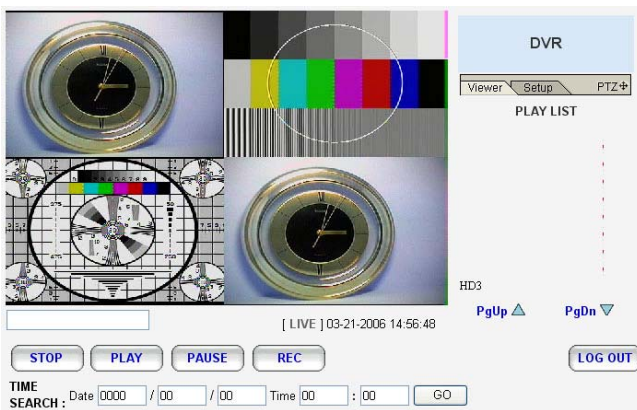 DVR
Viewer Setup PTZ
PLAY LIST
HD3
PgUp PgDn
[ LIVE ] 03-21-2006 14:56:48
STOP PLAY PAUSE REC LOG OUT
TIME
SEARCH : Date 0000 / 00 / 00 Time 00 : 00 GO